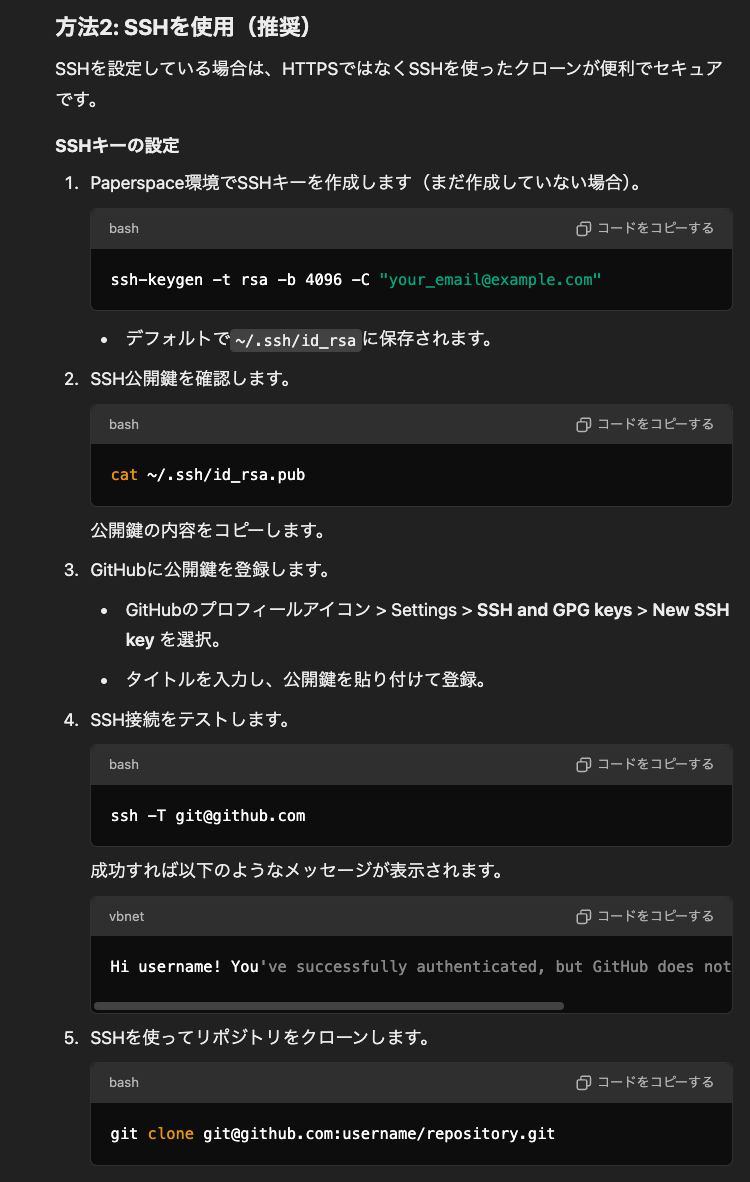 方法2: SSHを使用（推奨）
SSHを設定している場合は、HTTPSではなくSSHを使ったクローンが便利でセキュア
です。
SSHキーの設定
1. Paperspace環境でSSHキーを作成します（まだ作成していない場合）。
bash コードをコピーする
ssh-keygen -t rsa -b 4096 -C "your_email@example.com"
• デフォルトで~/.ssh/id_rsaに保存されます。
2. SSH公開鍵を確認します。
bash コードをコピーする
cat ~/.ssh/id_rsa.pub
公開鍵の内容をコピーします。
3. GitHubに公開鍵を登録します。
• GitHubのプロフィールアイコン > Settings > SSH and GPG keys > New SSH
key を選択。
• タイトルを入力し、公開鍵を貼り付けて登録。
4. SSH接続をテストします。
bash コードをコピーする
ssh -T git@github.com
成功すれば以下のようなメッセージが表示されます。
vbnet コードをコピーする
Hi username! You've successfully authenticated, but GitHub does not
5. SSHを使ってリポジトリをクローンします。
bash コードをコピーする
git clone git@github.com:username/repository.git